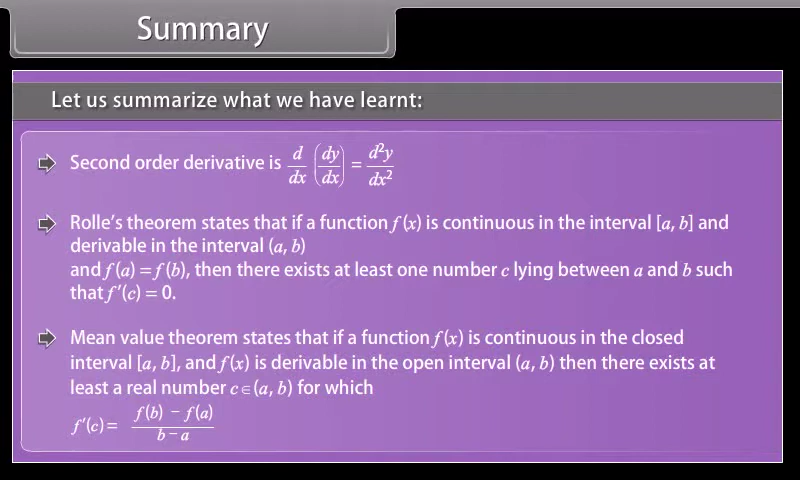 Summary
Let us summarize what we have learnt:
Second order derivative is d/dx (dy/dx) = d²y/dx²
Rolle's theorem states that if a function f (x) is continuous in the interval [a, b] and
derivable in the interval (a, b)
and f (a) = f (b), then there exists at least one number c lying between a and b such
that f ′(c) = 0.
Mean value theorem states that if a function f (x) is continuous in the closed
interval [a, b], and f (x) is derivable in the open interval (a, b) then there exists at
least a real number c ∈ (a, b) for which
f ′(c) = f (b) − f (a) / b − a